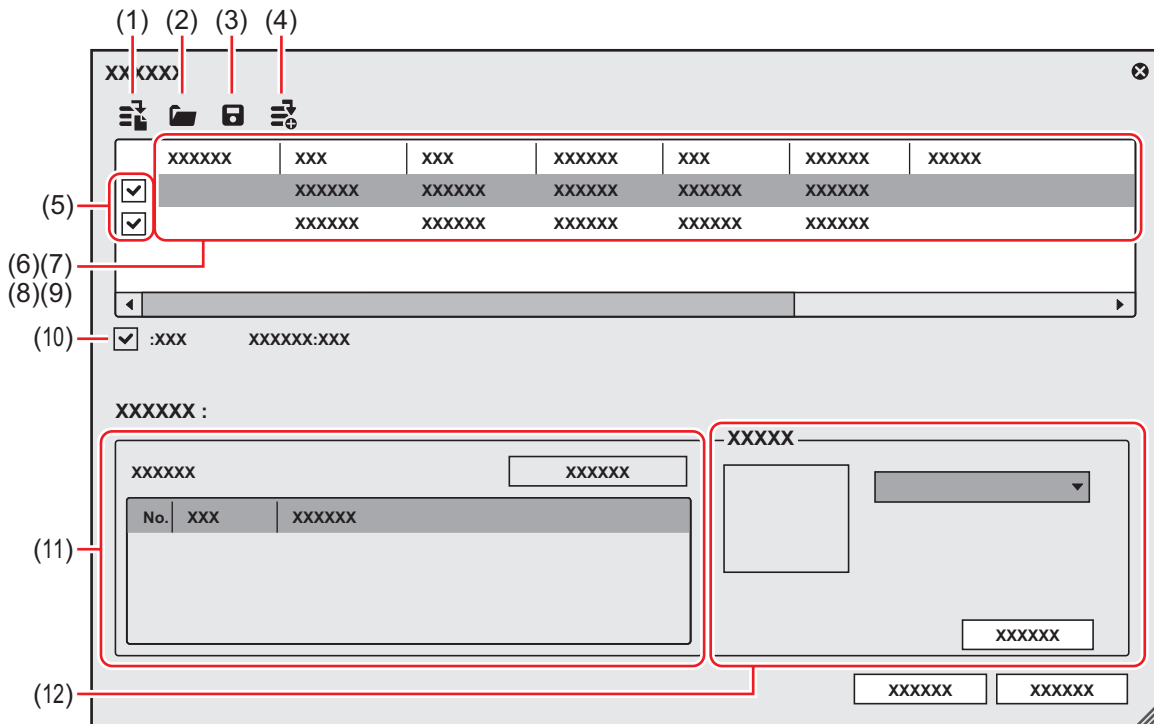 (1) (2) (3) (4)
XXXXXX
XXXXXX XXX XXX XXXXXX XXX XXXXXX XXXXX
(5)
XXXXXX XXXXXX XXXXXX XXXXXX XXXXXX
XXXXXX XXXXXX XXXXXX XXXXXX XXXXXX
(6)(7)
(8)(9)
(10)
:XXX XXXXXX:XXX
XXXXXX :
XXXXX
XXXXXX XXXXXX
No. XXX XXXXXX
(11)
XXXXXX
(12)
XXXXXX XXXXXX